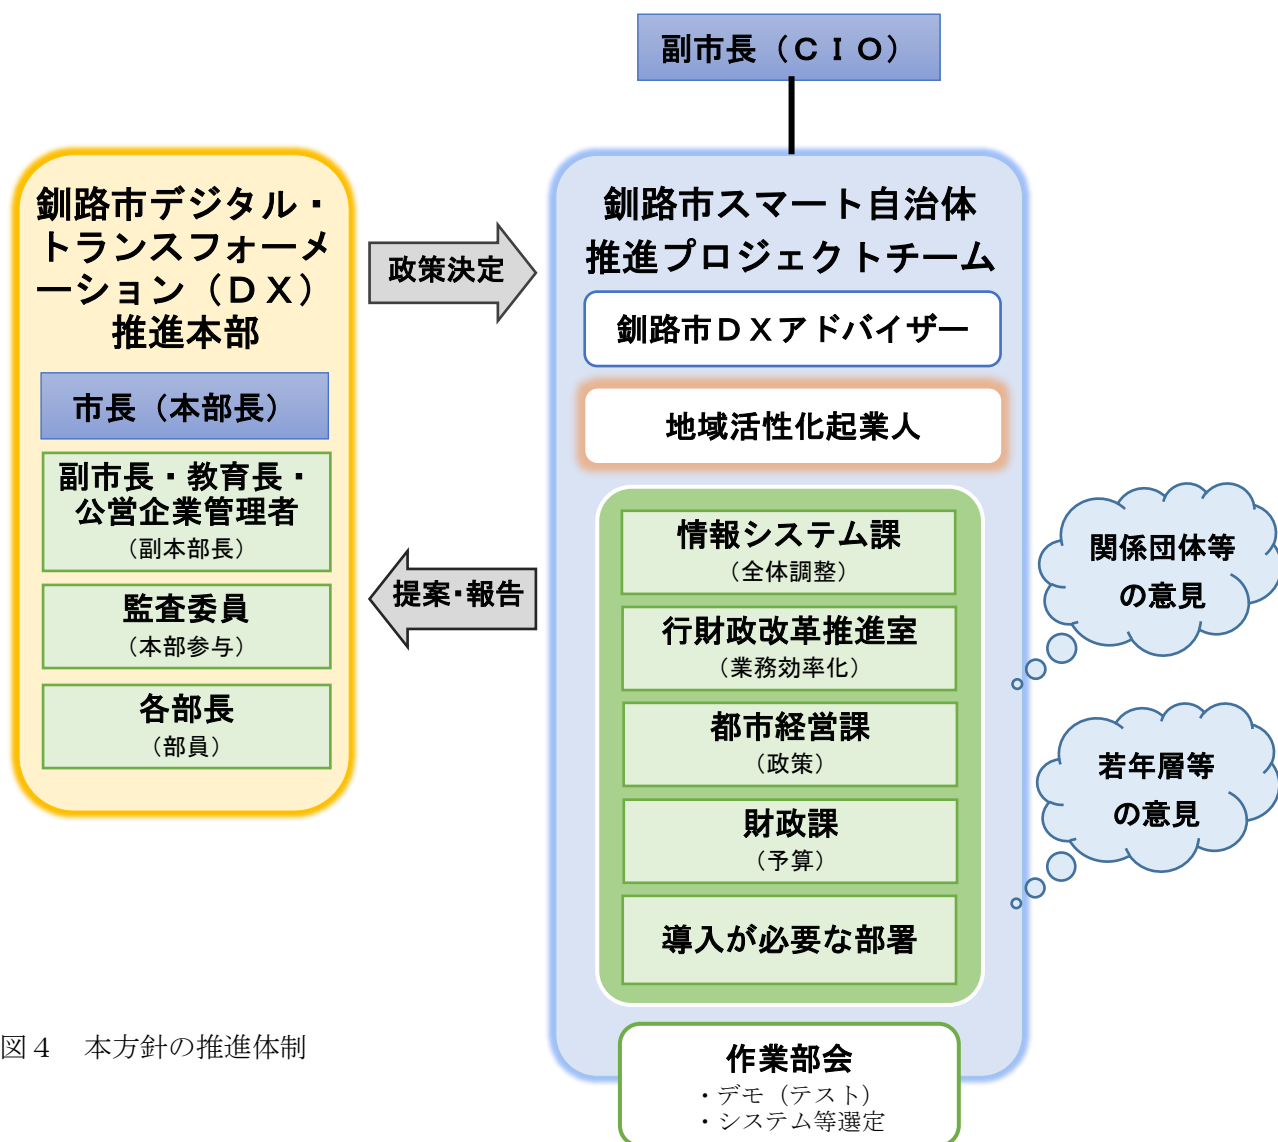 副市長（ＣＩＯ）
釧路市デジタル・
トランスフォーメ
ーション（ＤＸ）
推進本部
市長（本部長）
副市長・教育長・
公営企業管理者
（副本部長）
監査委員
（本部参与）
各部長
（部員）
政策決定
提案・報告
釧路市スマート自治体
推進プロジェクトチーム
釧路市ＤＸアドバイザー
地域活性化起業人
情報システム課
（全体調整）
行財政改革推進室
（業務効率化）
都市経営課
（政策）
財政課
（予算）
導入が必要な部署
作業部会
・デモ（テスト）
・システム等選定
関係団体等
の意見
若年層等
の意見
図４　本方針の推進体制